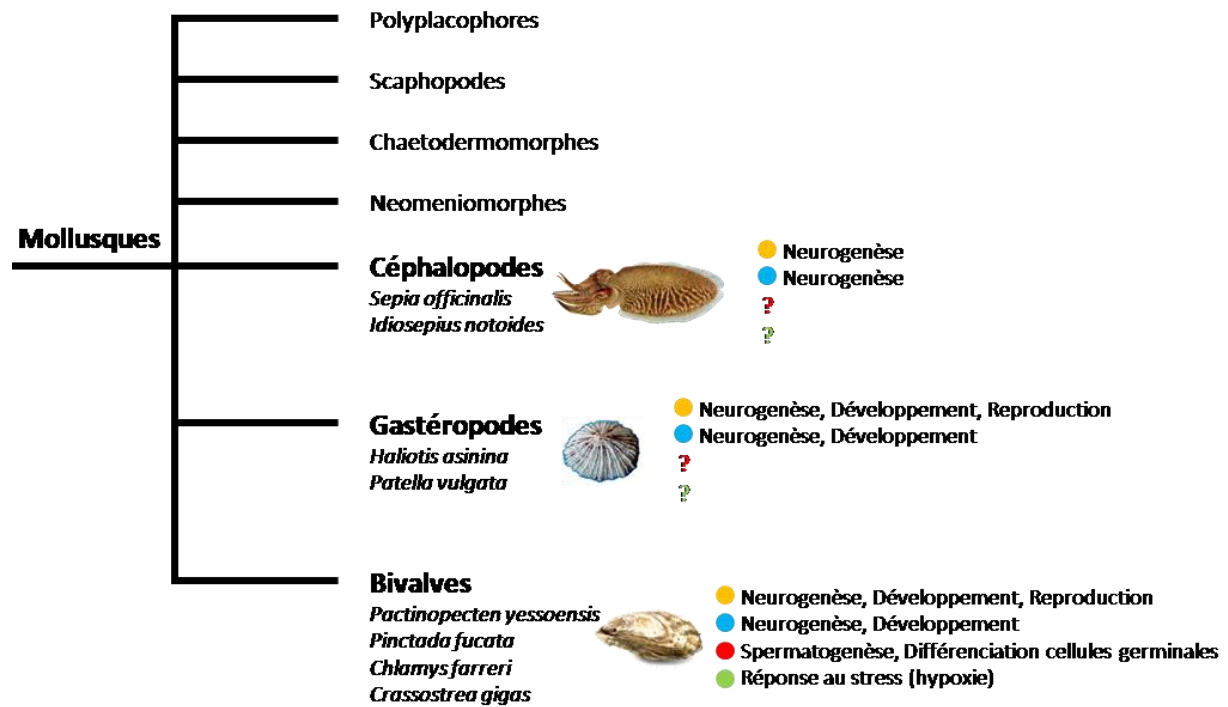 Polyplacophores
Scaphopodes
Chaetodermomorphes
Neomeniomorphes
Mollusques
Céphalopodes
Sepia officinalis
Idiosepius notoides
Neurogenèse
Neurogenèse
?
?
Gastéropodes
Haliotis asinina
Patella vulgata
Neurogenèse, Développement, Reproduction
Neurogenèse, Développement
?
?
Bivalves
Pactinopecten yessoensis
Pinctada fucata
Chlamys farreri
Crassostrea gigas
Neurogenèse, Développement, Reproduction
Neurogenèse, Développement
Spermatogenèse, Différenciation cellules germinales
Réponse au stress (hypoxie)